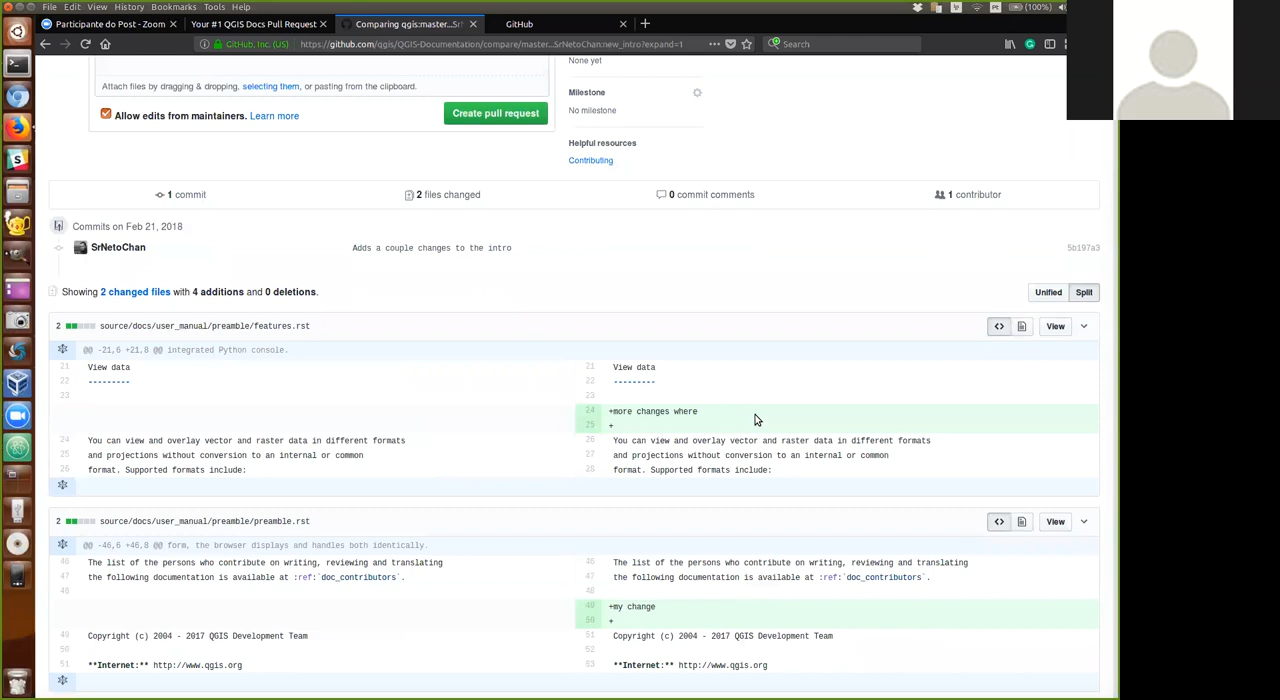 File Edit View History Bookmarks Tools Help
(100%)
Participante do Post - Zoom
Your #1 QGIS Docs Pull Request
Comparing qgis:master...Sr
GitHub
GitHub, Inc. (US)
https://github.com/qgis/QGIS-Documentation/compare/master...SrNetoChan:new_intro?expand=1
Search
None yet
Attach files by dragging & dropping, selecting them, or pasting from the clipboard.
Milestone
No milestone
Allow edits from maintainers. Learn more
Create pull request
Helpful resources
Contributing
1 commit
2 files changed
0 commit comments
1 contributor
Commits on Feb 21, 2018
SrNetoChan
Adds a couple changes to the intro
5b197a3
Showing 2 changed files with 4 additions and 0 deletions.
Unified Split
2 source/docs/user_manual/preamble/features.rst
View
@@ -21,6 +21,8 @@ integrated Python console.
21 View data 21 View data
22 --------- 22 ---------
23 23
24 +more changes where
25 +
24 You can view and overlay vector and raster data in different formats 26 You can view and overlay vector and raster data in different formats
25 and projections without conversion to an internal or common 27 and projections without conversion to an internal or common
26 format. Supported formats include: 28 format. Supported formats include:
2 source/docs/user_manual/preamble/preamble.rst
View
@@ -46,6 +46,8 @@ form, the browser displays and handles both identically.
46 The list of the persons who contribute on writing, reviewing and translating 46 The list of the persons who contribute on writing, reviewing and translating
47 the following documentation is available at :ref:`doc_contributors`. 47 the following documentation is available at :ref:`doc_contributors`.
48 48
49 +my change
50 +
49 Copyright (c) 2004 - 2017 QGIS Development Team 51 Copyright (c) 2004 - 2017 QGIS Development Team
50 52
51 **Internet:** http://www.qgis.org 53 **Internet:** http://www.qgis.org